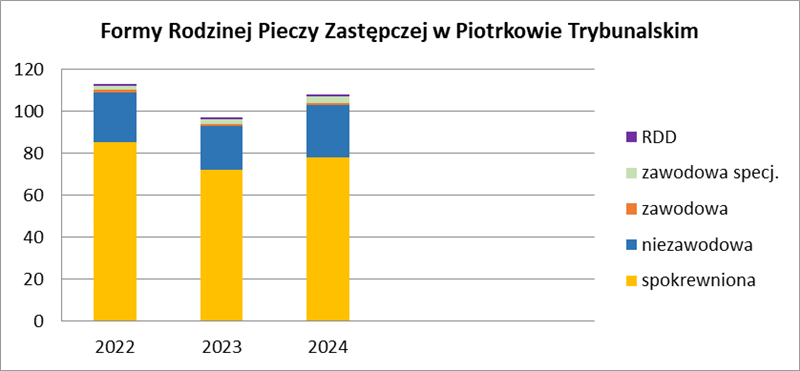 Formy Rodzinej Pieczy Zastępczej w Piotrkowie Trybunalskim
120
100
80
60
40
20
0
2022 2023 2024
RDD
zawodowa specj.
zawodowa
niezawodowa
spokrewniona